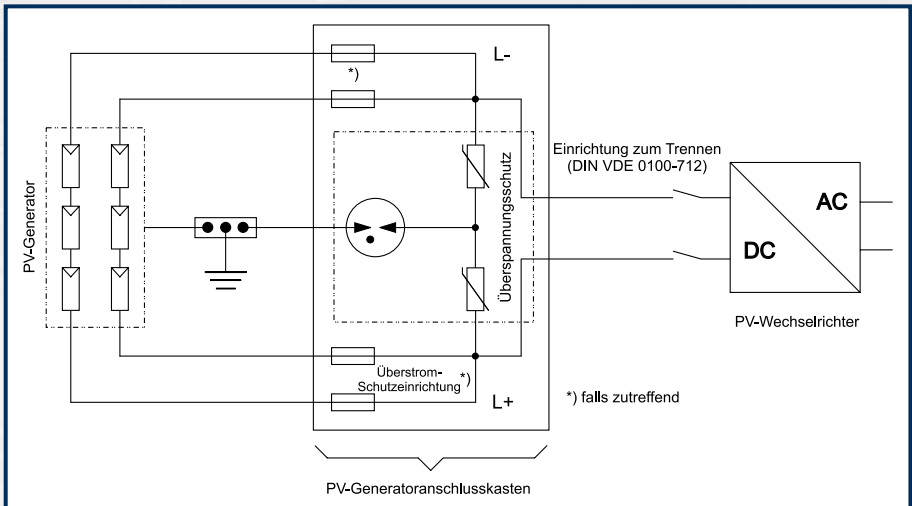 L-
*)
PV-Generator
Überspannungsschutz
Einrichtung zum Trennen
(DIN VDE 0100-712)
AC
DC
PV-Wechselrichter
Überstrom-
Schutzeinrichtung *)
L+
*) falls zutreffend
PV-Generatoranschlusskasten